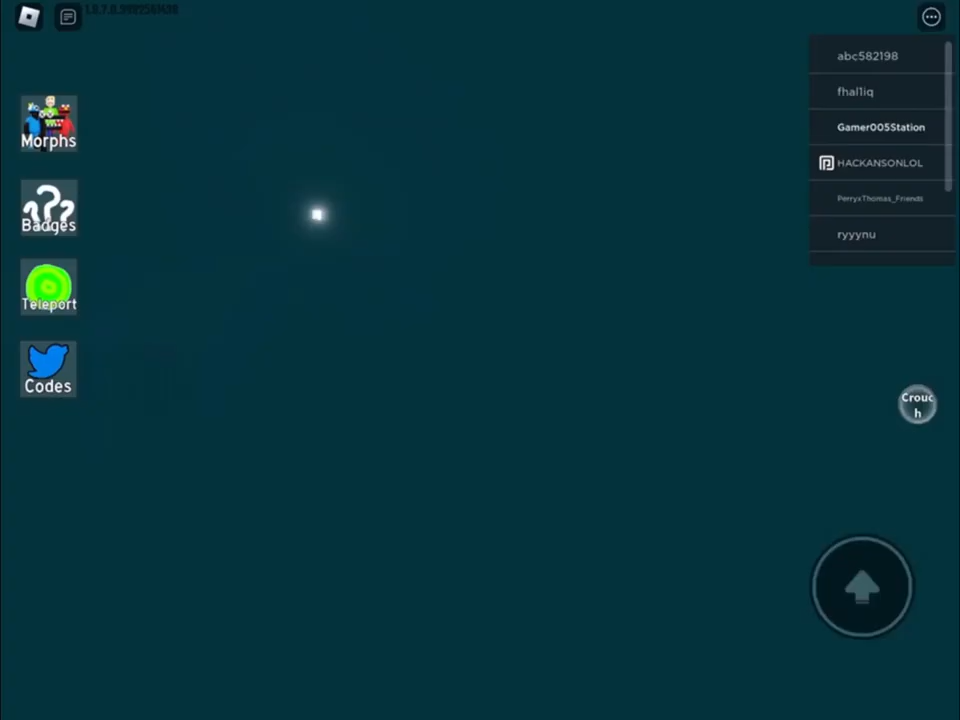 Morphs
Badges
Teleport
Codes
abc582198
fhal1iq
Gamer005Station
HACKANSONLOL
PerryxThomas_Friends
ryyynu
Crouc
h